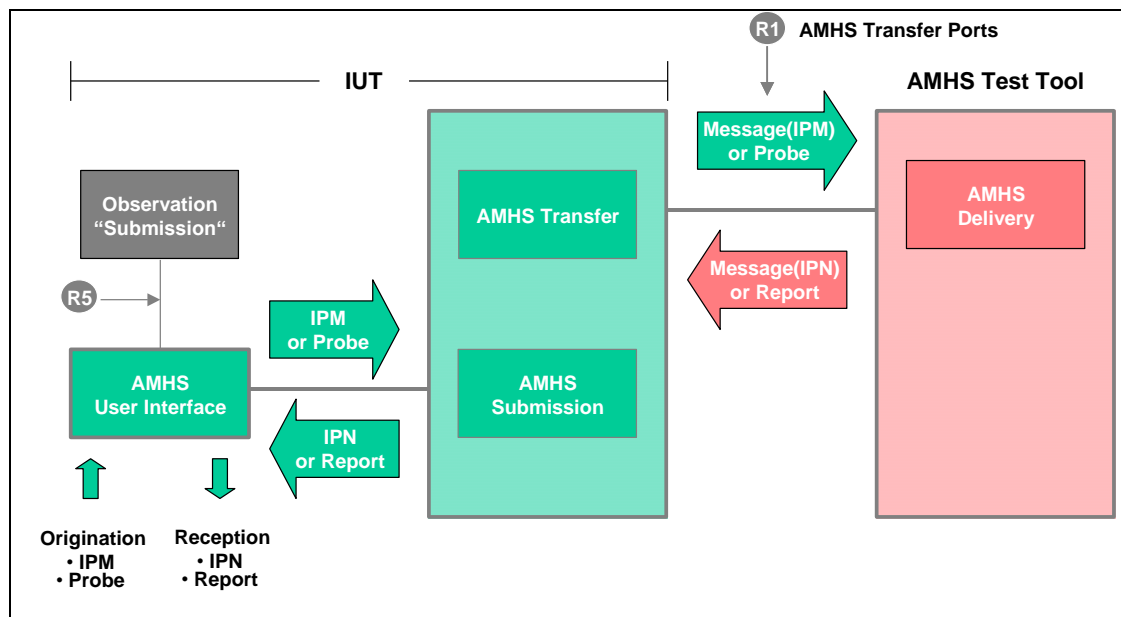 R1 AMHS Transfer Ports
IUT
AMHS Test Tool
Message(IPM)
or Probe
Observation
“Submission“
AMHS Transfer
AMHS
Delivery
Message(IPN)
or Report
R5
IPM
or Probe
AMHS
User Interface
AMHS
Submission
IPN
or Report
Origination
• IPM
• Probe
Reception
• IPN
• Report